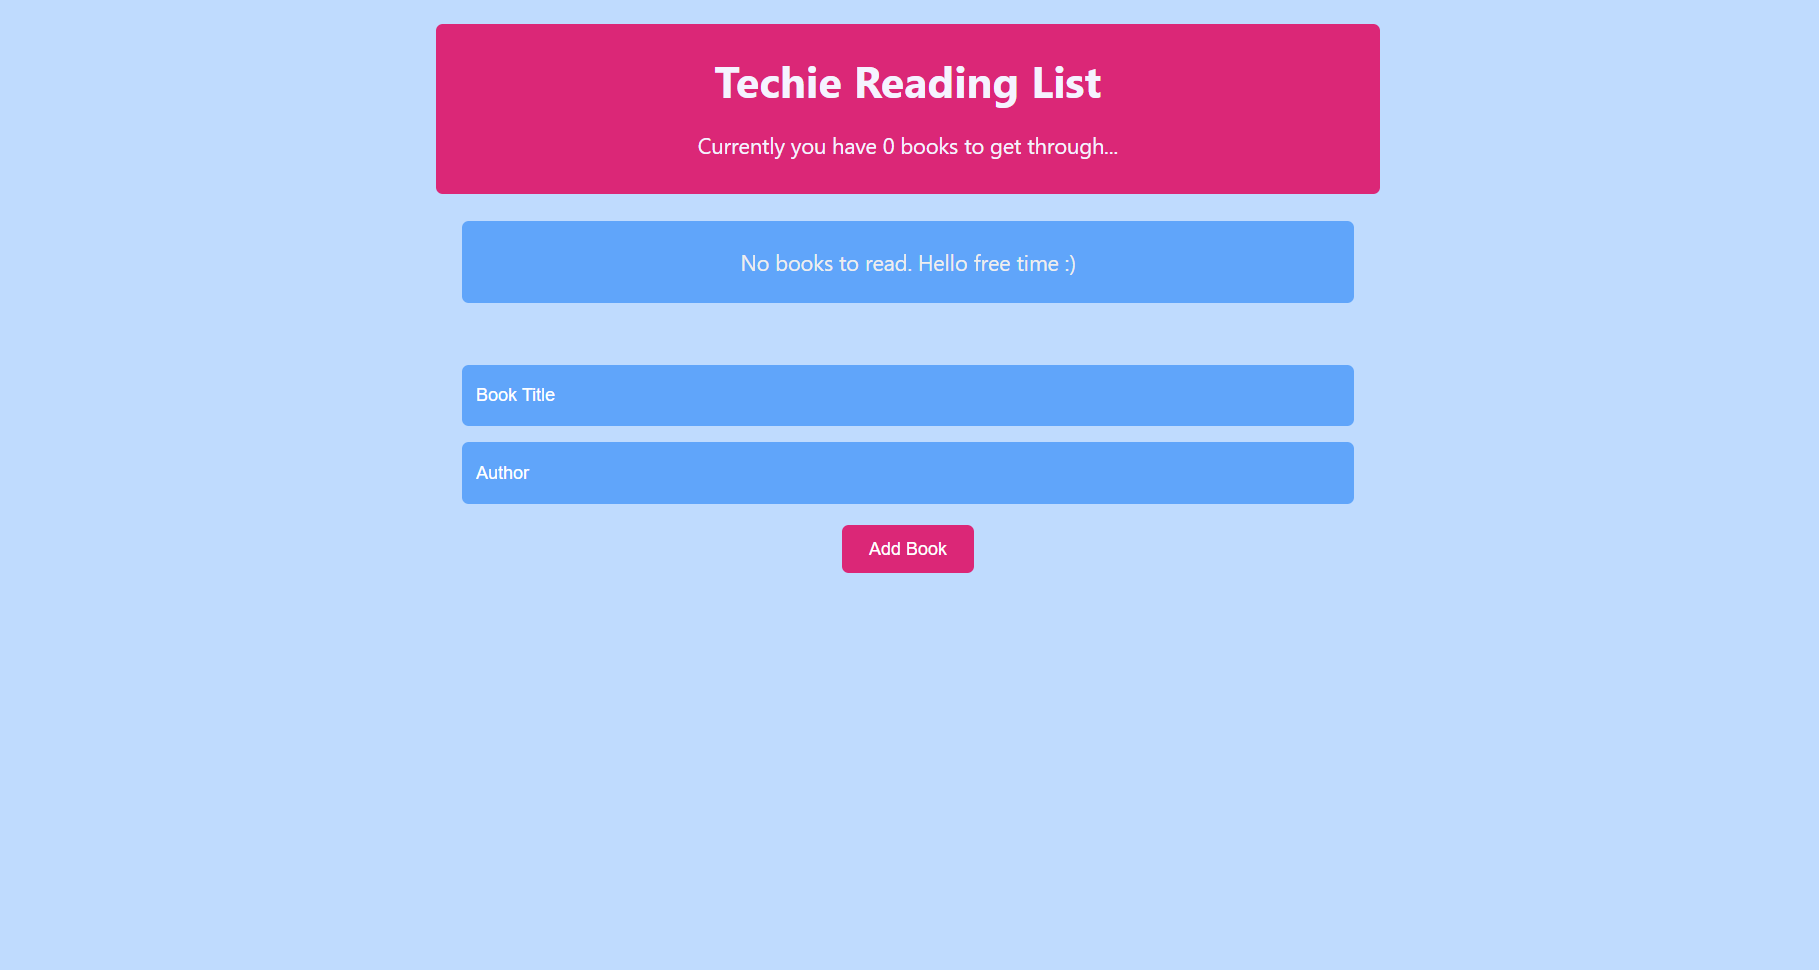 Techie Reading List
Currently you have 0 books to get through...
No books to read. Hello free time :)
Book Title
Author
Add Book